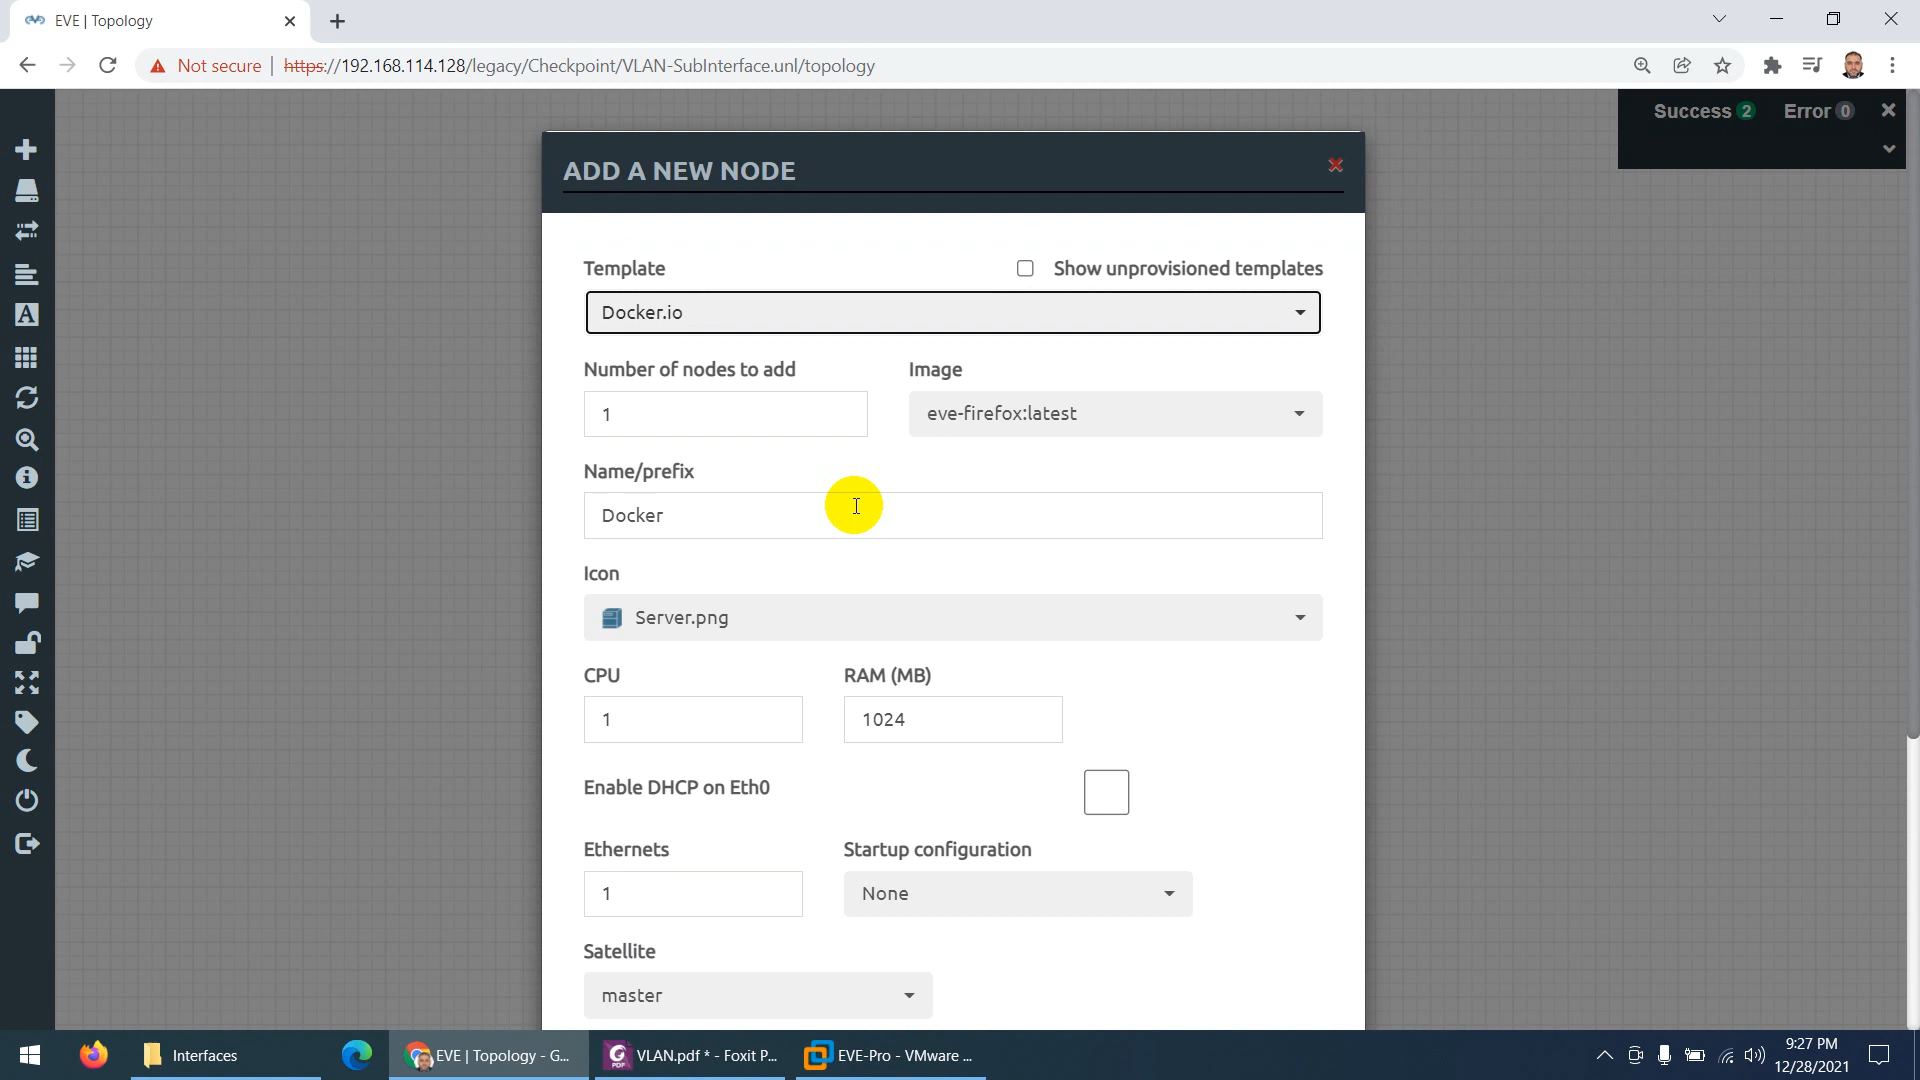 EVE | Topology
Not secure | https://192.168.114.128/legacy/Checkpoint/VLAN-SubInterface.unl/topology
Success 2 Error 0
ADD A NEW NODE
Template
Show unprovisioned templates
Docker.io
Number of nodes to add
Image
1
eve-firefox:latest
Name/prefix
Docker
Icon
Server.png
CPU
RAM (MB)
1
1024
Enable DHCP on Eth0
Ethernets
Startup configuration
1
None
Satellite
master
Interfaces
EVE | Topology - G...
VLAN.pdf * - Foxit P...
EVE-Pro - VMware ...
9:27 PM
12/28/2021